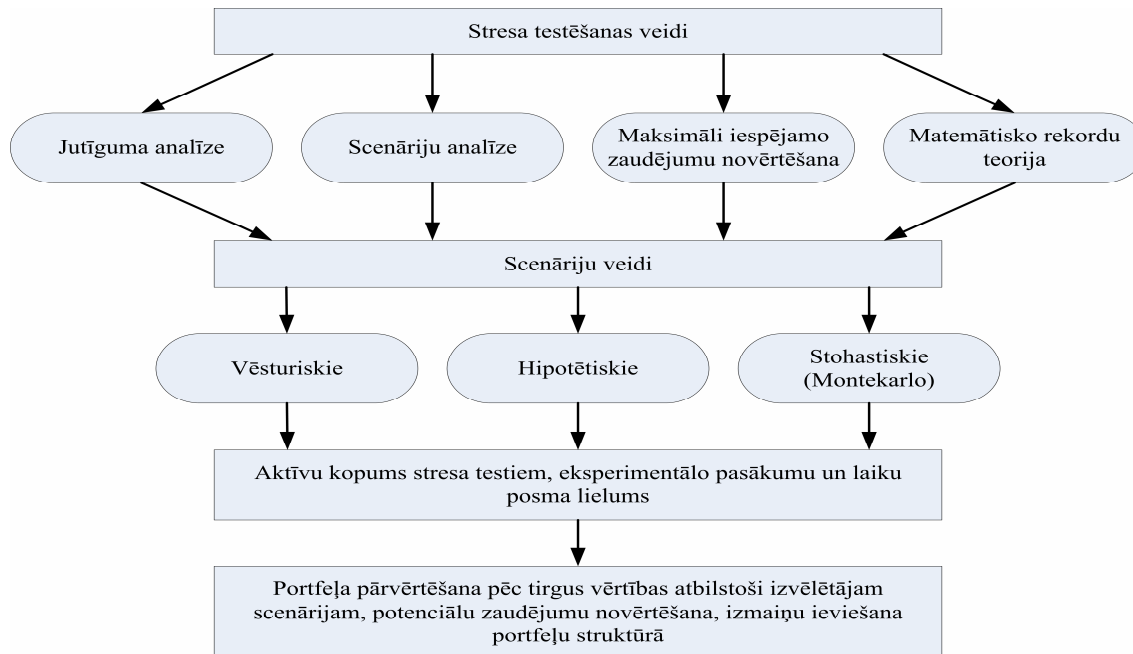 Stresa testēšanas veidi
Jutīguma analīze
Scenāriju analīze
Maksimāli iespējamo
zaudējumu novērtēšana
Matemātisko rekordu
teorija
Scenāriju veidi
Vēsturiskie
Hipotētiskie
Stohastiskie
(Montekarlo)
Aktīvu kopums stresa testiem, eksperimentālo pasākumu un laiku
posma lielums
Portfeļa pārvērtēšana pēc tirgus vērtības atbilstoši izvēlētājam
scenārijam, potenciālu zaudējumu novērtēšana, izmaiņu ieviešana
portfeļu struktūrā